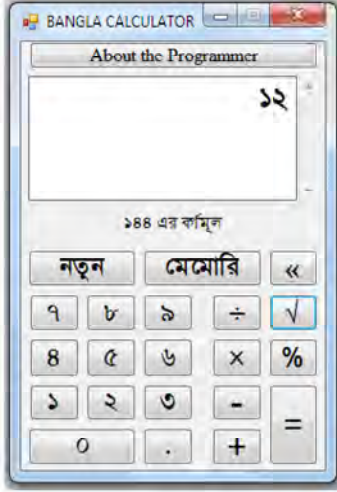 BANGLA CALCULATOR
About the Programmer
১২
১৪৪ এর বর্গমূল
নতুন মেমোরি «
৭ ৮ ৯ ÷ √
৪ ৫ ৬ × %
১ ২ ৩ - =
০ . +